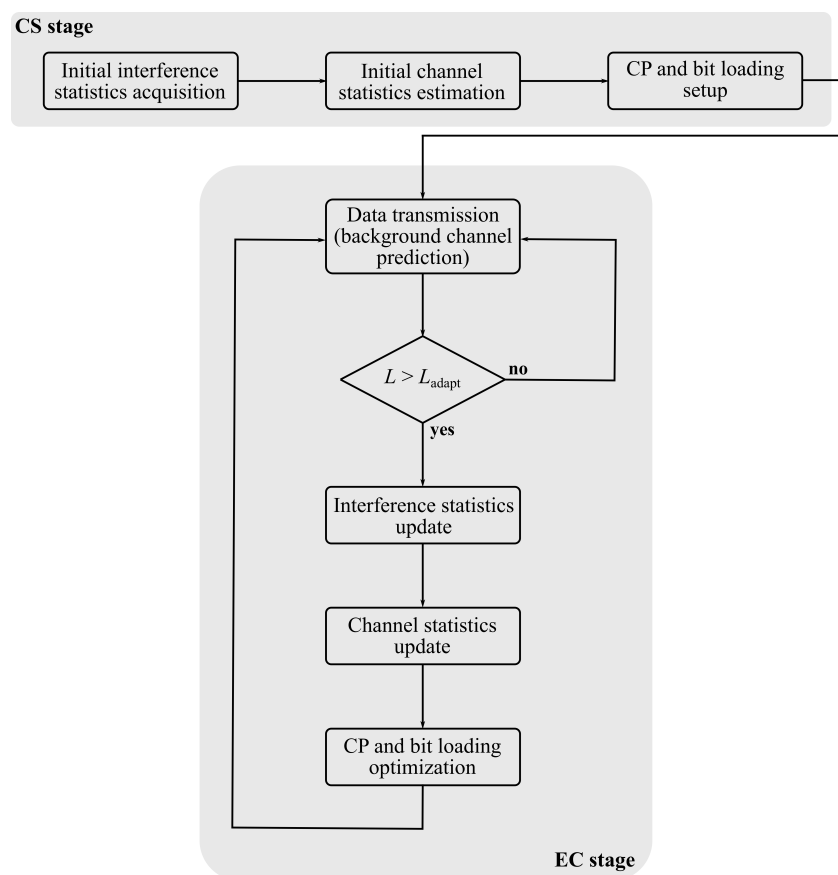 CS stage
Initial interference
statistics acquisition
Initial channel
statistics estimation
CP and bit loading
setup
Data transmission
(background channel
prediction)
L > L_adapt
no
yes
Interference statistics
update
Channel statistics
update
CP and bit loading
optimization
EC stage